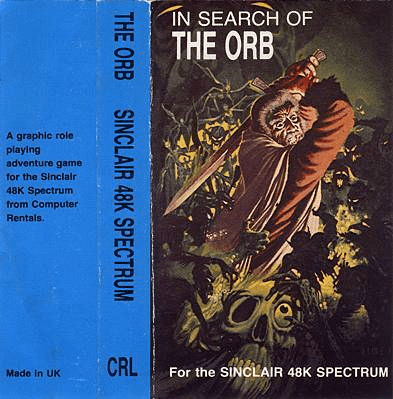 A graphic role
playing
adventure game
for the Sinclair
48K Spectrum
from Computer
Rentals.
Made in UK
THE ORB SINCLAIR 48K SPECTRUM
CRL
IN SEARCH OF
THE ORB
For the SINCLAIR 48K SPECTRUM